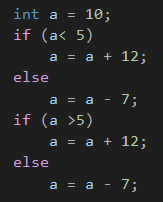 int a = 10;
if (a< 5)
    a = a + 12;
else
    a = a - 7;
if (a >5)
    a = a + 12;
else
    a = a - 7;